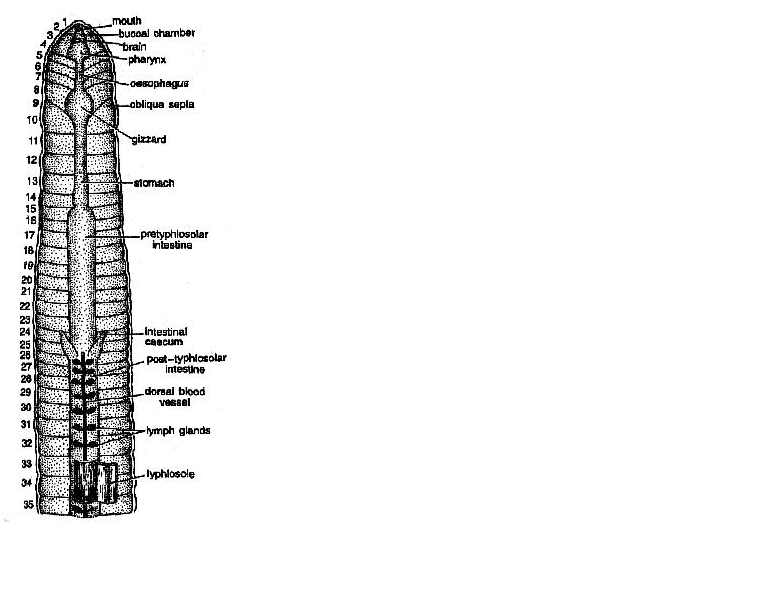 1
2
3
4
5
6
7
8
9
10
11
12
13
14
15
16
17
18
19
20
21
22
23
24
25
26
27
28
29
30
31
32
33
34
35
mouth
buccal chamber
brain
pharynx
oesophagus
obliqua septa
gizzard
stomach
pretyphlosolar
intestine
intestinal
caecum
post-typhlosolar
intestine
dorsal blood
vessel
lymph glands
typhlosole